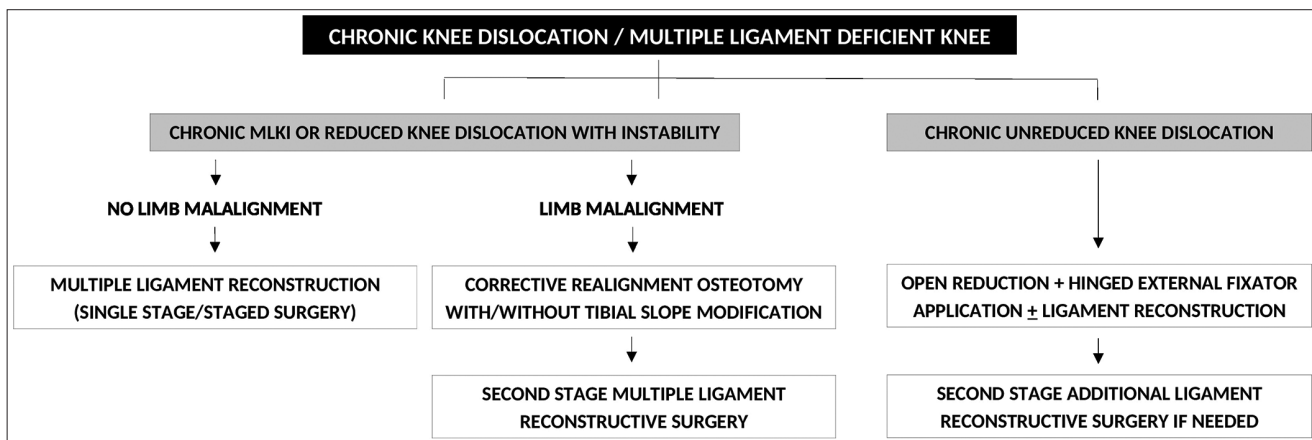 CHRONIC KNEE DISLOCATION / MULTIPLE LIGAMENT DEFICIENT KNEE
CHRONIC MLKI OR REDUCED KNEE DISLOCATION WITH INSTABILITY
CHRONIC UNREDUCED KNEE DISLOCATION
NO LIMB MALALIGNMENT
LIMB MALALIGNMENT
MULTIPLE LIGAMENT RECONSTRUCTION
(SINGLE STAGE/STAGED SURGERY)
CORRECTIVE REALIGNMENT OSTEOTOMY
WITH/WITHOUT TIBIAL SLOPE MODIFICATION
OPEN REDUCTION + HINGED EXTERNAL FIXATOR
APPLICATION ± LIGAMENT RECONSTRUCTION
SECOND STAGE MULTIPLE LIGAMENT
RECONSTRUCTIVE SURGERY
SECOND STAGE ADDITIONAL LIGAMENT
RECONSTRUCTIVE SURGERY IF NEEDED